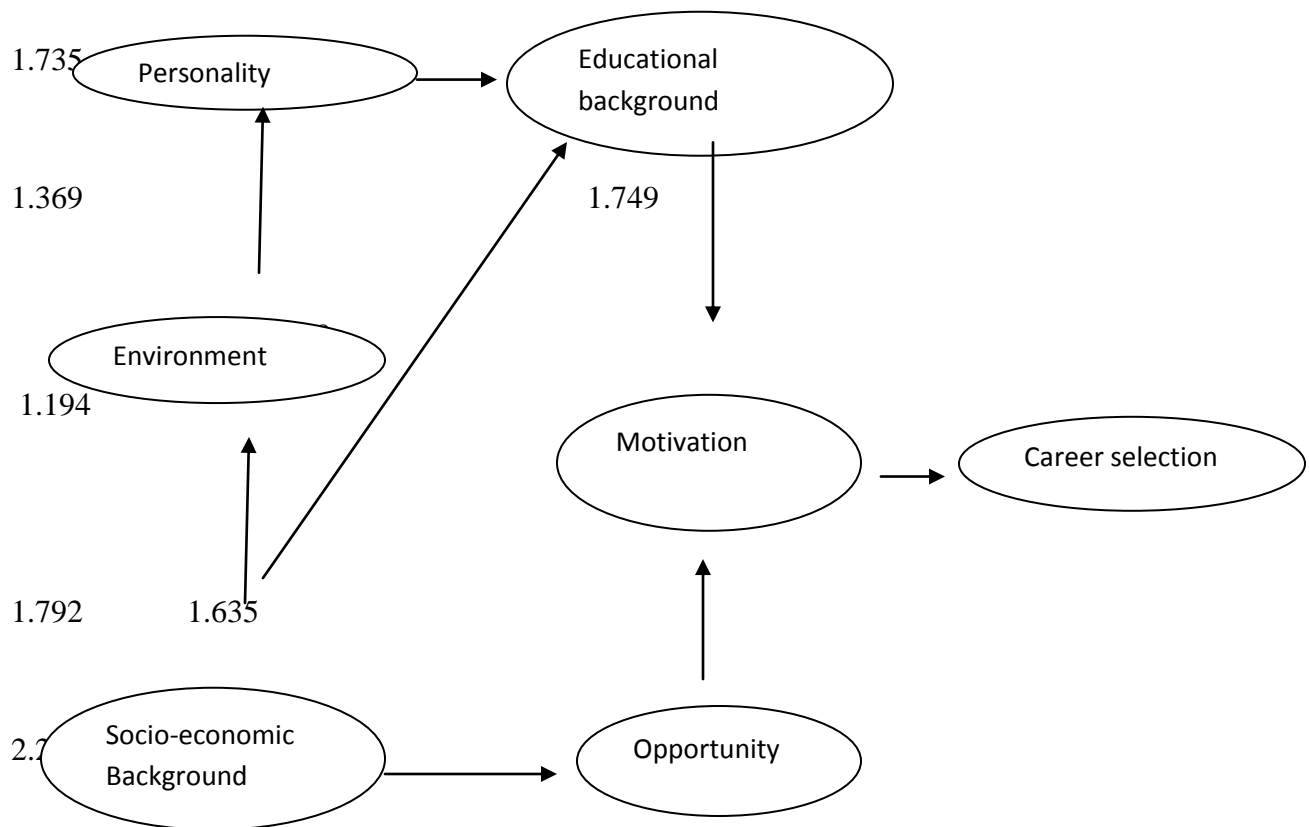 1.735
Personality
Educational
background
1.369
1.749
Environment
1.194
Motivation
Career selection
1.792
1.635
Socio-economic
Background
Opportunity